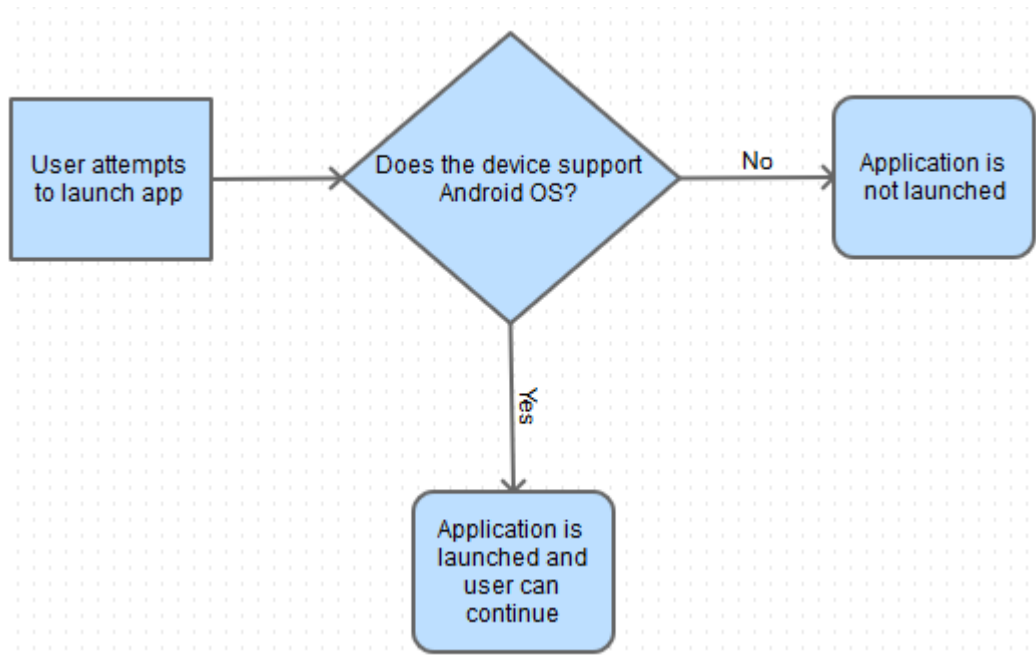 User attempts
to launch app
Does the device support
Android OS?
No
Application is
not launched
Yes
Application is
launched and
user can
continue